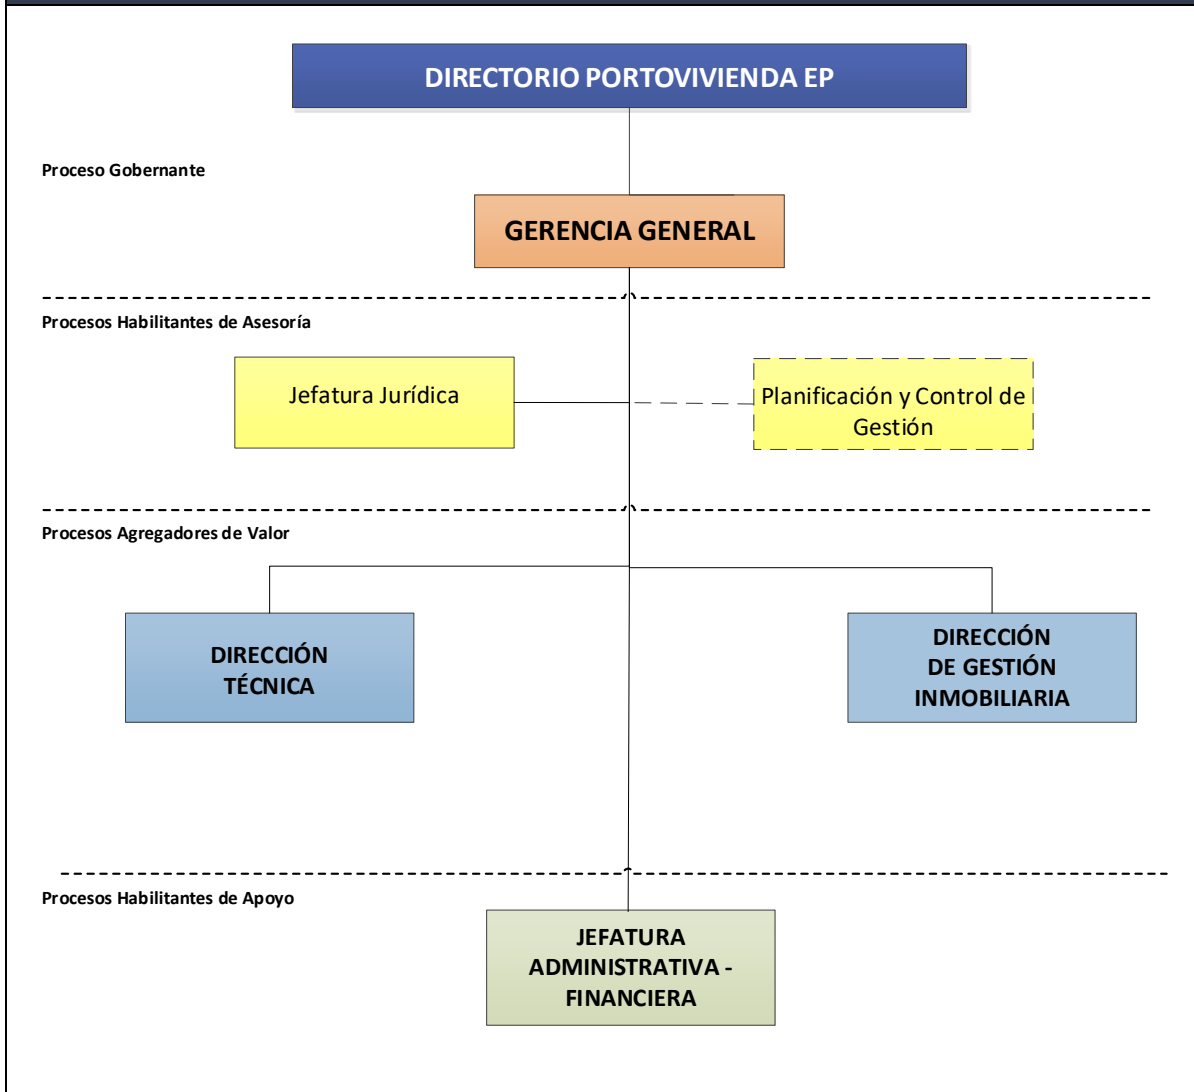 DIRECTORIO PORTOVIVIENDA EP
Proceso Gobernante
GERENCIA GENERAL
Procesos Habilitantes de Asesoría
Jefatura Jurídica
Planificación y Control de
Gestión
Procesos Agregadores de Valor
DIRECCIÓN
TÉCNICA
DIRECCIÓN
DE GESTIÓN
INMOBILIARIA
Procesos Habilitantes de Apoyo
JEFATURA
ADMINISTRATIVA -
FINANCIERA